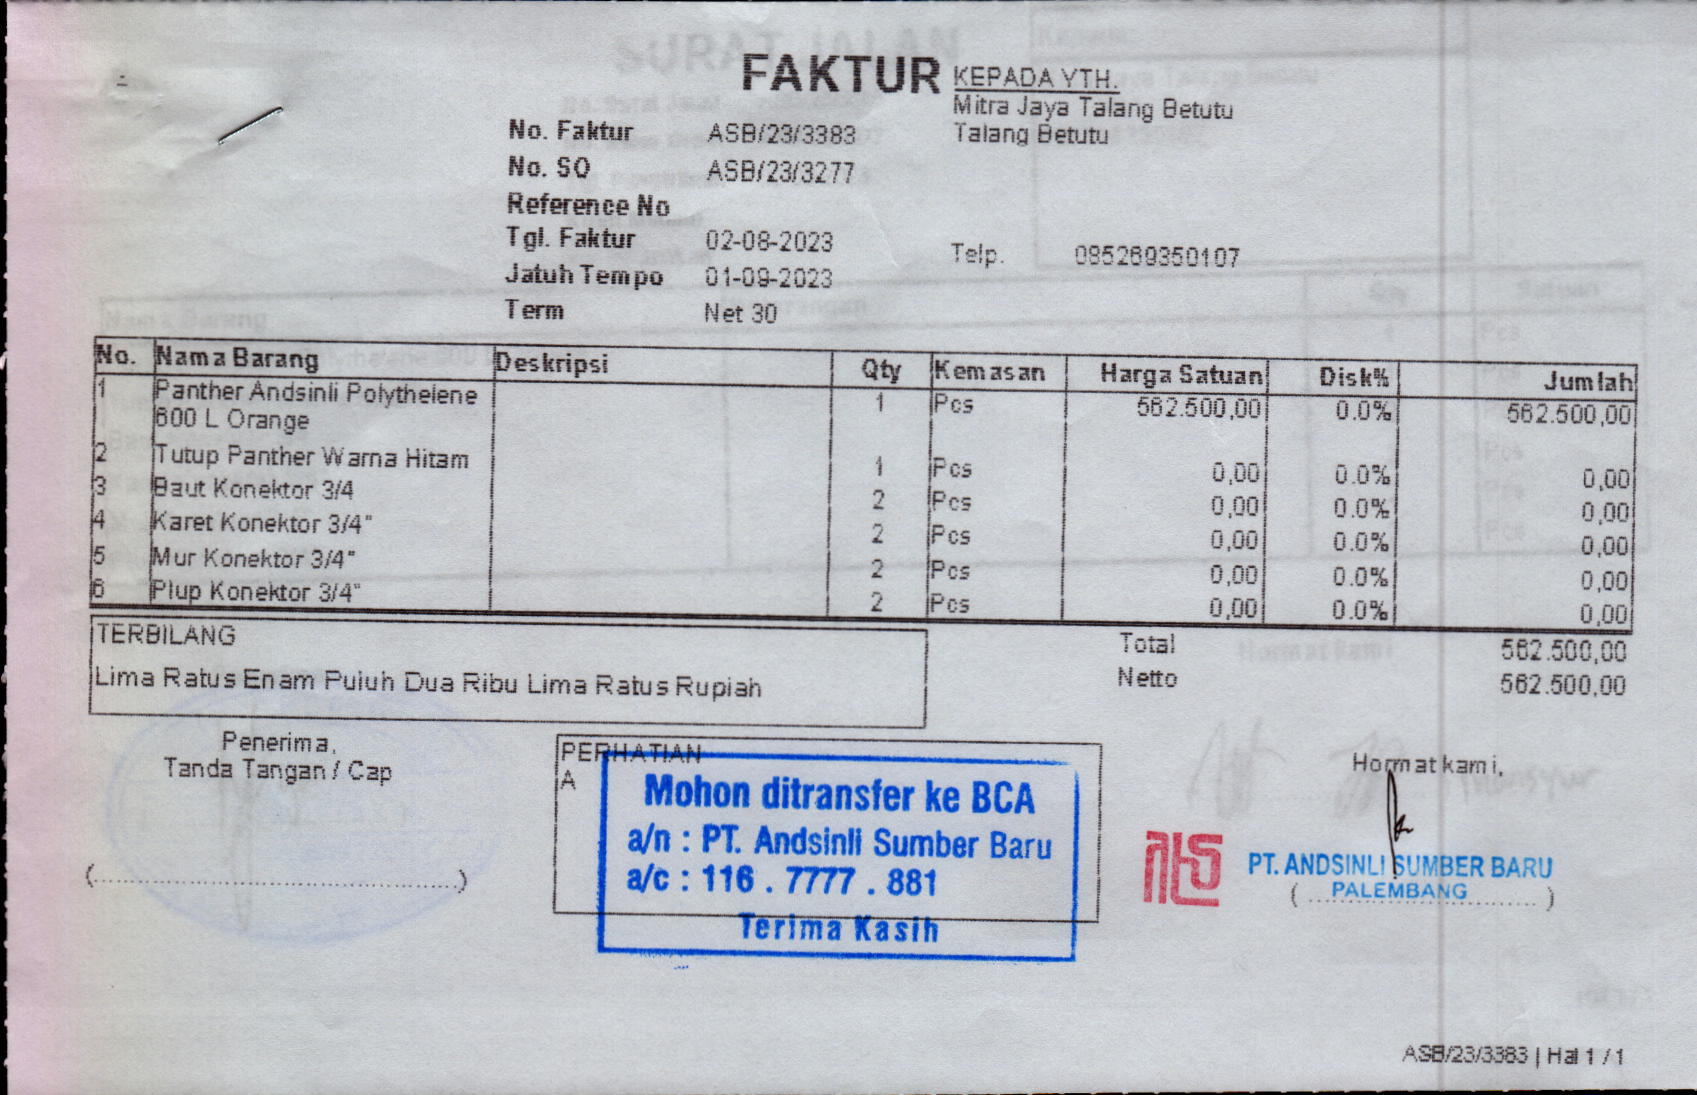 FAKTUR
KEPADA YTH.
Mitra Jaya Talang Betutu
Talang Betutu
No. Faktur ASB/23/3383
No. SO ASB/23/3277
Reference No
Tgl. Faktur 02-08-2023
Jatuh Tempo 01-09-2023
Term Net 30
Telp. 085269350107
No. Nama Barang Deskripsi Qty Kemasan Harga Satuan Disk% Jumlah
1 Panther Andsinli Polythelene 1 Pcs 562.500,00 0.0% 562.500,00
600 L Orange
2 Tutup Panther Warna Hitam 1 Pcs 0,00 0.0% 0,00
3 Baut Konektor 3/4 2 Pcs 0,00 0.0% 0,00
4 Karet Konektor 3/4" 2 Pcs 0,00 0.0% 0,00
5 Mur Konektor 3/4" 2 Pcs 0,00 0.0% 0,00
6 Plup Konektor 3/4" 2 Pcs 0,00 0.0% 0,00
TERBILANG
Lima Ratus Enam Puluh Dua Ribu Lima Ratus Rupiah
Total 562.500,00
Netto 562.500,00
Penerima,
Tanda Tangan / Cap
(..........................................................)
PERHATIAN
A
Mohon ditransfer ke BCA
a/n : PT. Andsinli Sumber Baru
a/c : 116 . 7777 . 881
Terima Kasih
Hormat kami,
PT. ANDSINLI SUMBER BARU
PALEMBANG
ASB/23/3383 | Hal 1 / 1